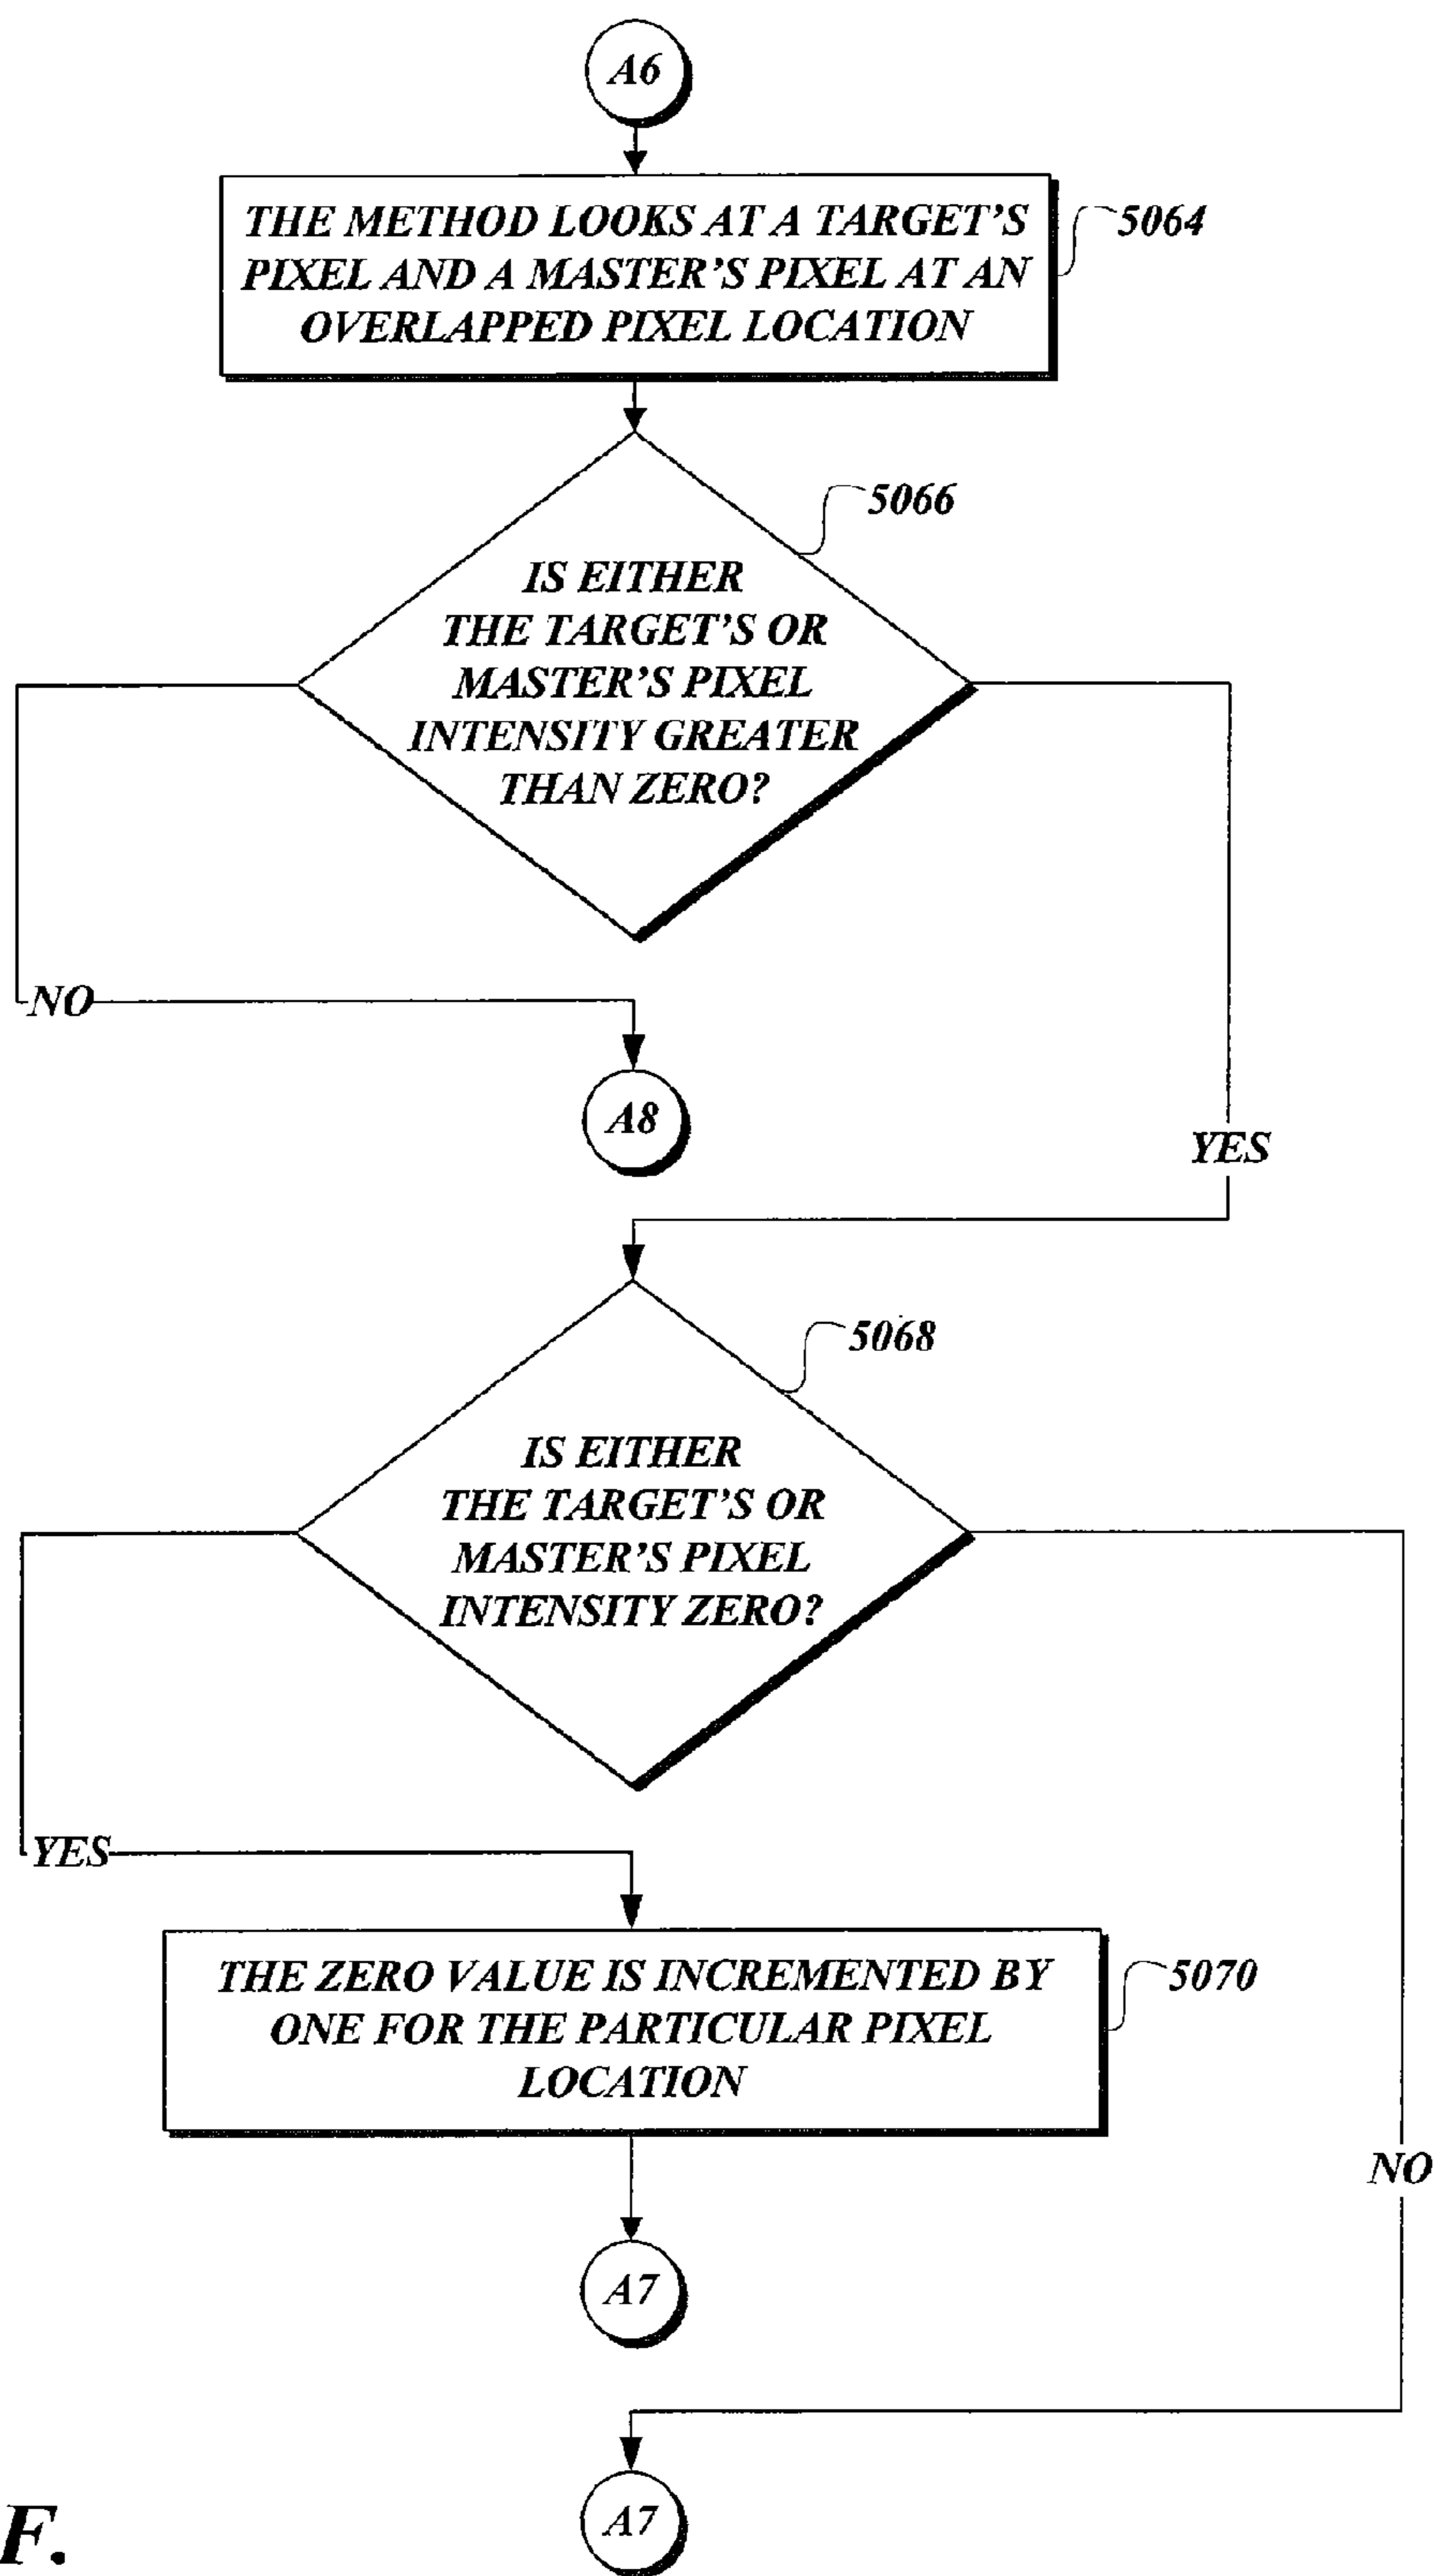 A6
THE METHOD LOOKS AT A TARGET'S
PIXEL AND A MASTER'S PIXEL AT AN
OVERLAPPED PIXEL LOCATION
5064
5066
IS EITHER
THE TARGET'S OR
MASTER'S PIXEL
INTENSITY GREATER
THAN ZERO?
NO
A8
YES
5068
IS EITHER
THE TARGET'S OR
MASTER'S PIXEL
INTENSITY ZERO?
YES
THE ZERO VALUE IS INCREMENTED BY
ONE FOR THE PARTICULAR PIXEL
LOCATION
5070
NO
A7
A7
F.